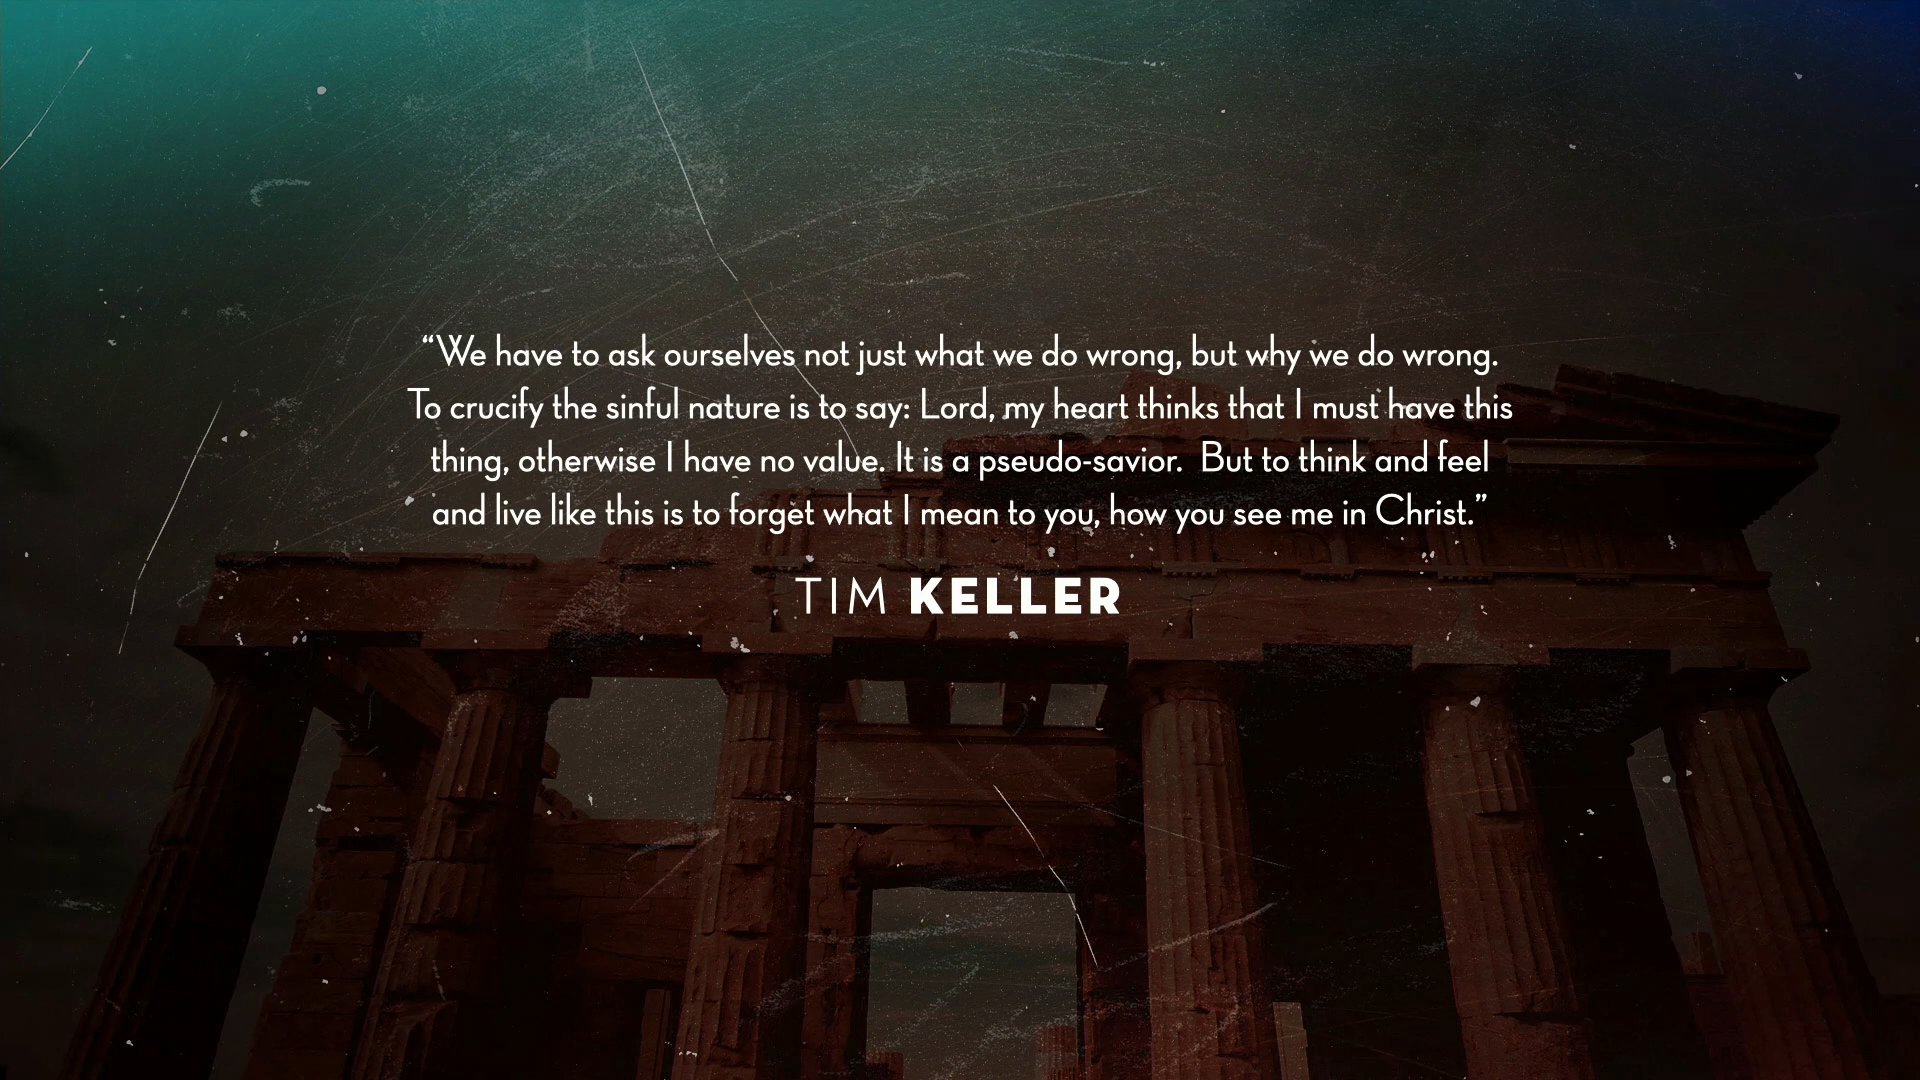 “We have to ask ourselves not just what we do wrong, but why we do wrong.
To crucify the sinful nature is to say: Lord, my heart thinks that I must have this
thing, otherwise I have no value. It is a pseudo-savior.  But to think and feel
and live like this is to forget what I mean to you, how you see me in Christ.”
TIM KELLER